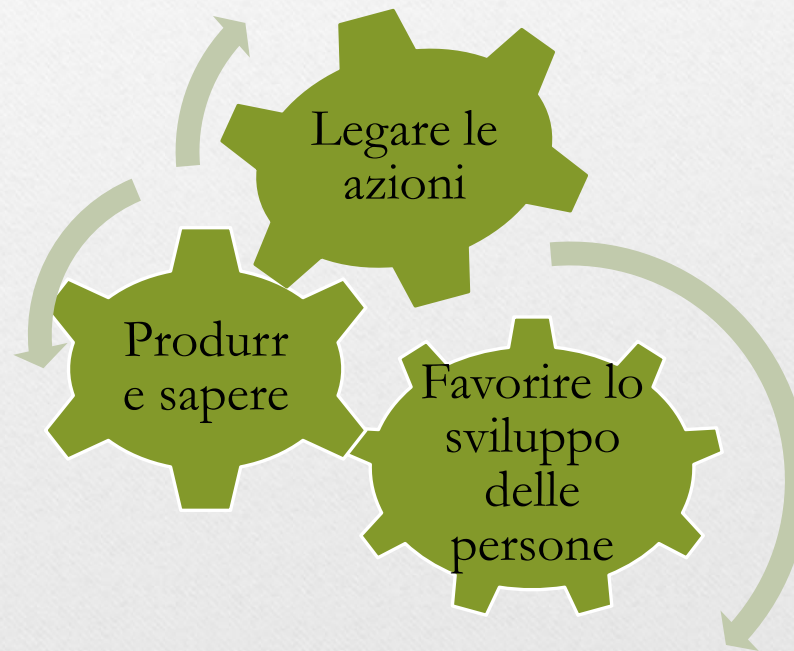 Legare le
azioni
Produrr
e sapere
Favorire lo
sviluppo
delle
persone